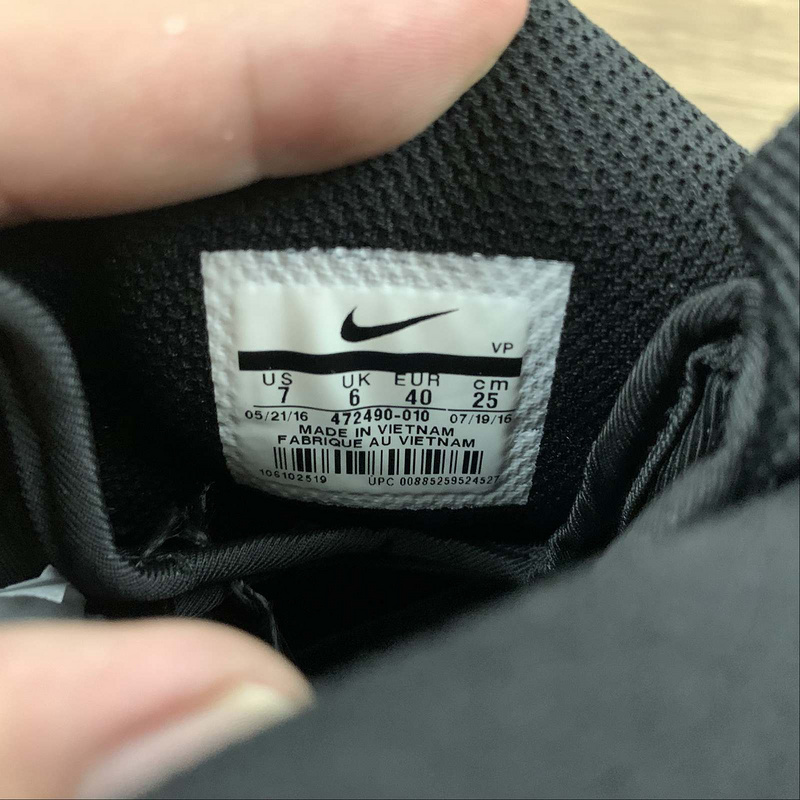 VP
US UK EUR cm
7 6 40 25
05/21/16 472490-010 07/19/16
MADE IN VIETNAM
FABRIQUE AU VIETNAM
106102519 UPC 00885259524527